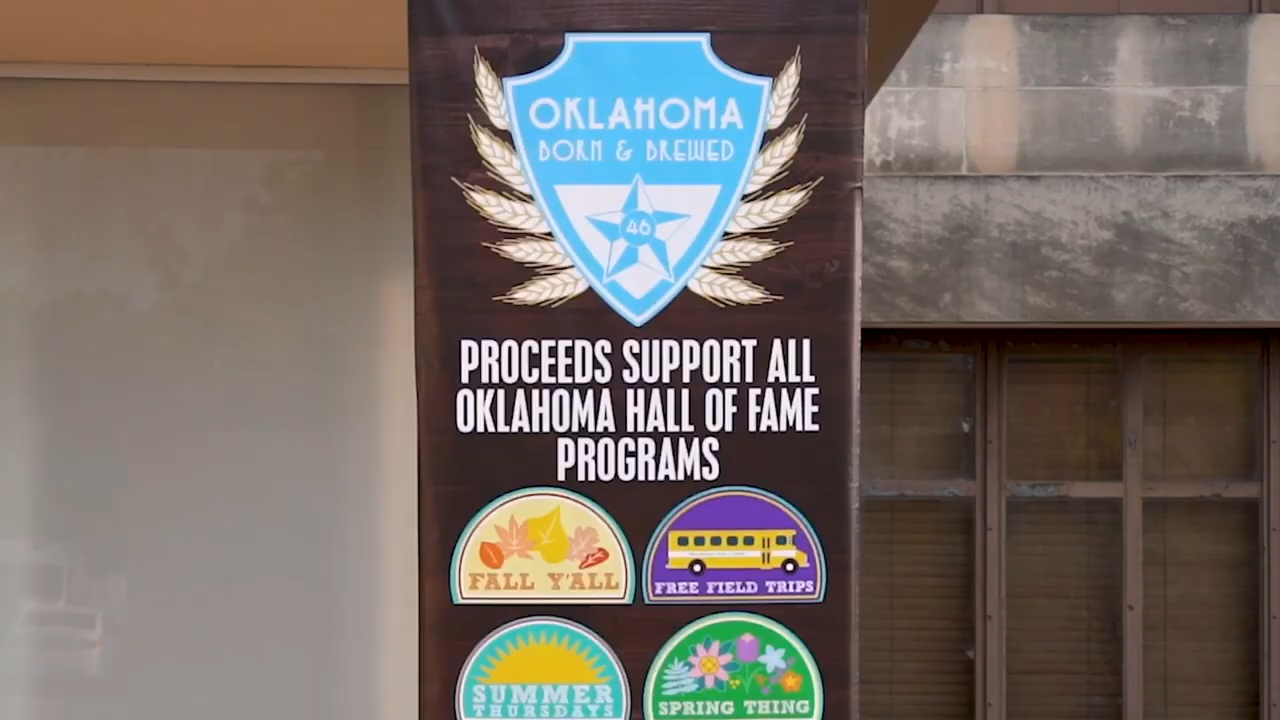 OKLAHOMA
BORN & BREWED
46
PROCEEDS SUPPORT ALL
OKLAHOMA HALL OF FAME
PROGRAMS
FALL Y'ALL
FREE FIELD TRIPS
SUMMER
THURSDAYS
SPRING THING